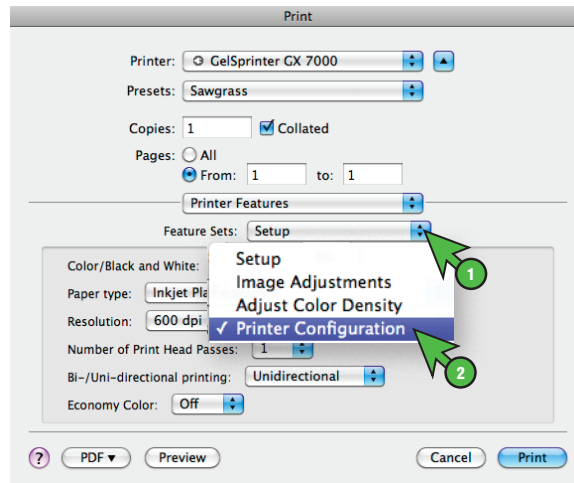 Print
Printer: GelSprinter GX 7000
Presets: Sawgrass
Copies: 1 Collated
Pages: All
From: 1 to: 1
Printer Features
Feature Sets: Setup
1
Setup
Image Adjustments
Adjust Color Density
✓ Printer Configuration
2
Color/Black and White:
Paper type: Inkjet Pla
Resolution: 600 dpi
Number of Print Head Passes: 1
Bi-/Uni-directional printing: Unidirectional
Economy Color: Off
? PDF▼ Preview Cancel Print